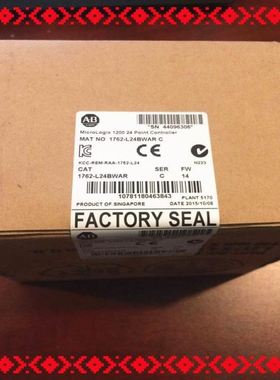 AB
"SN 44096306"
MicroLogix 1200 24 Point Controller
MAT NO 1762-L24BWAR C
CE
KCC-REM-RAA-1762-L24
N223
CAT SER FW
1762-L24BWAR C 14
10781180463843
PLANT 5170
PRODUCT OF SINGAPORE
DATE 2015/10/08
FACTORY SEAL